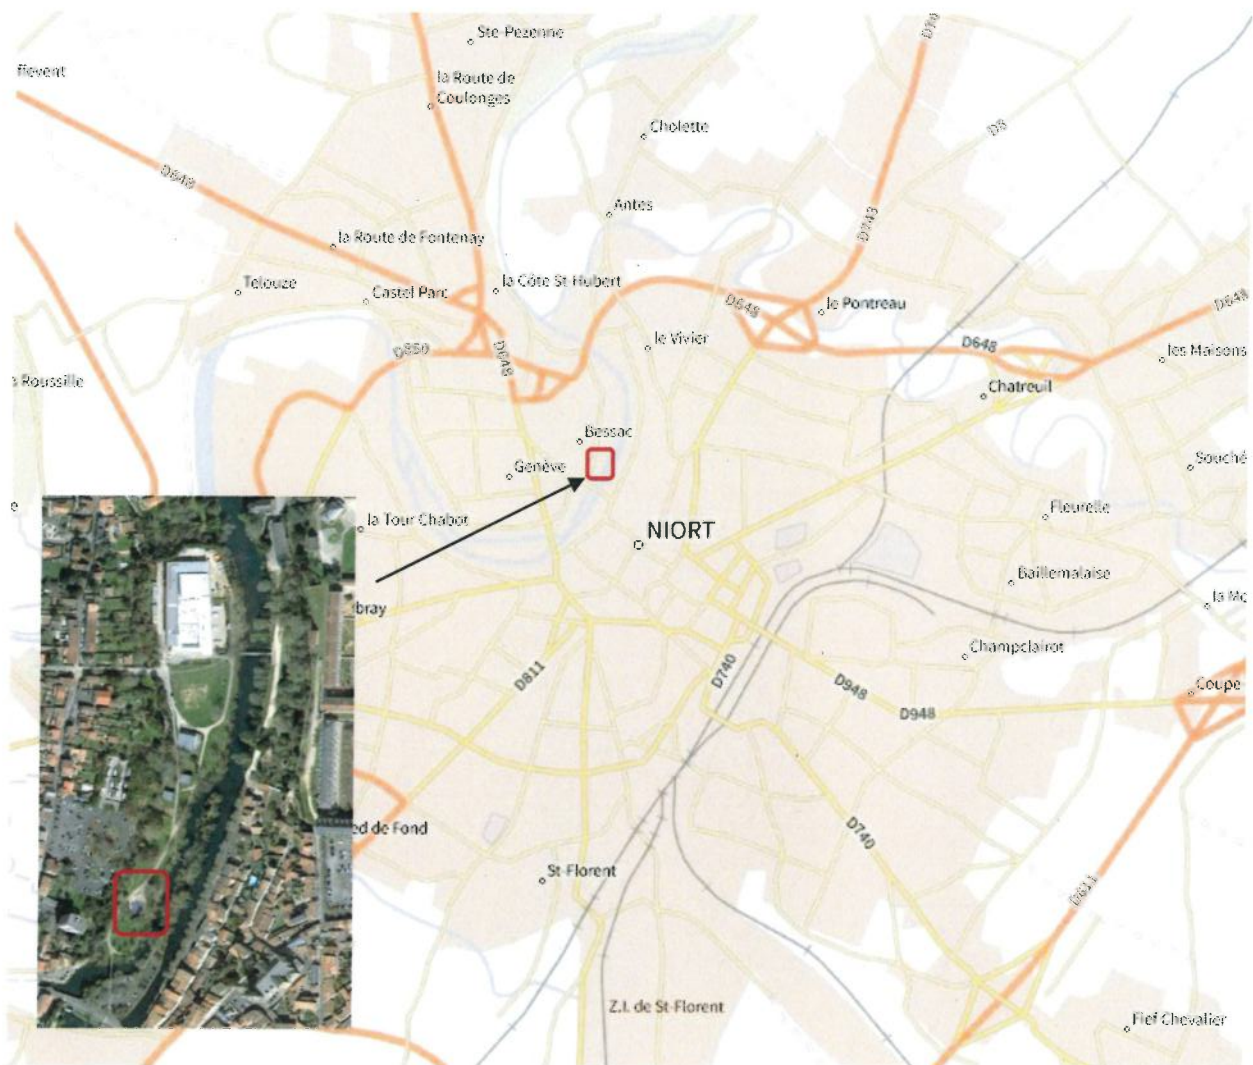 Ste-Pezenne
la Route de
Coulonges
Cholette
D8
D648
Antes
D743
la Route de Fontenay
Telouze
Castel Parc
la Côte St-Hubert
D648
le Pontreau
D648
le Vivier
D648
D850
D648
les Maisons
Roussille
Chatreuil
Bessac
Genève
Souché
la Tour Chabot
Fleurelle
NIORT
Baillemalaise
bray
Champclairot
D811
D740
D948
D948
Coupe
ed de Fond
D740
St-Florent
D811
Z.I. de St-Florent
Fief Chevalier